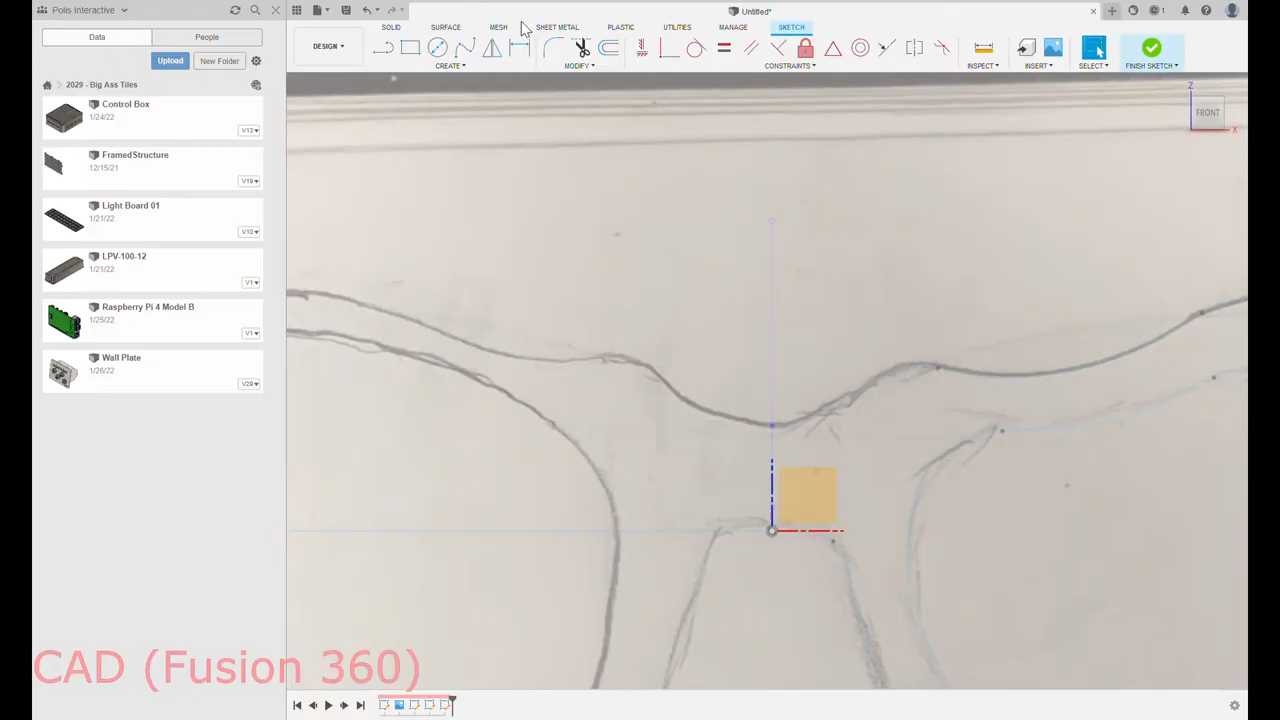 Polis Interactive
Untitled*
1
SOLID SURFACE MESH SHEET METAL PLASTIC UTILITIES MANAGE SKETCH
Data People
DESIGN
Upload New Folder
CREATE MODIFY CONSTRAINTS INSPECT INSERT SELECT FINISH SKETCH
2029 - Big Ass Tiles
Control Box
1/24/22
V13
Framed Structure
12/15/21
V19
Light Board 01
1/21/22
V10
LPV-100-12
1/21/22
V1
Raspberry Pi 4 Model B
1/25/22
V1
Wall Plate
1/26/22
V29
Z
FRONT
X
CAD (Fusion 360)